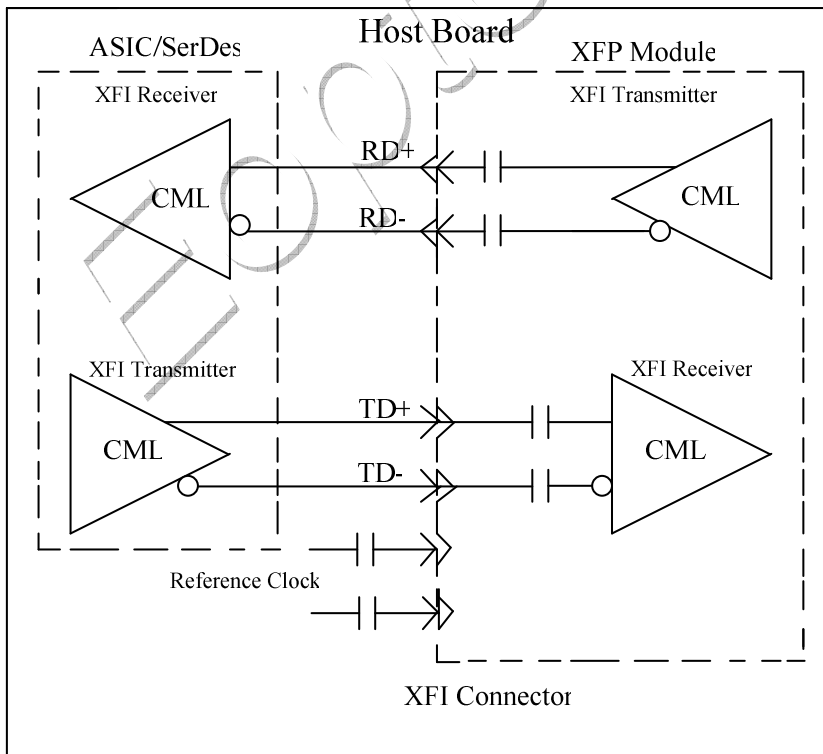 Host Board
ASIC/SerDes
XFP Module
XFI Receiver
XFI Transmitter
RD+
CML
CML
RD-
XFI Transmitter
XFI Receiver
TD+
CML
CML
TD-
Reference Clock
XFI Connector